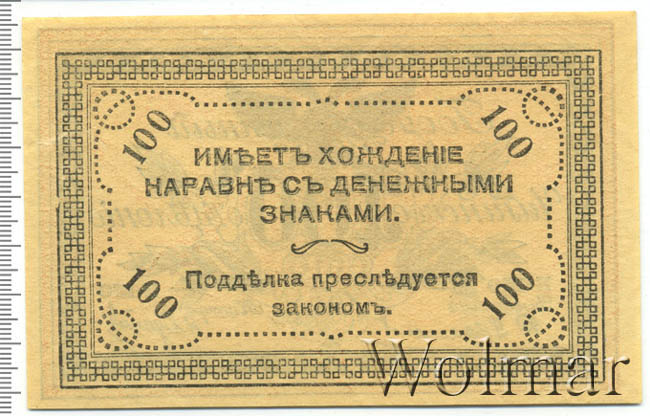 100 100
ИМѢЕТЪ ХОЖДЕНІЕ
НАРАВНѢ СЪ ДЕНЕЖНЫМИ
ЗНАКАМИ.
Поддѣлка преслѣдуется
закономъ.
100 100
Wolmar